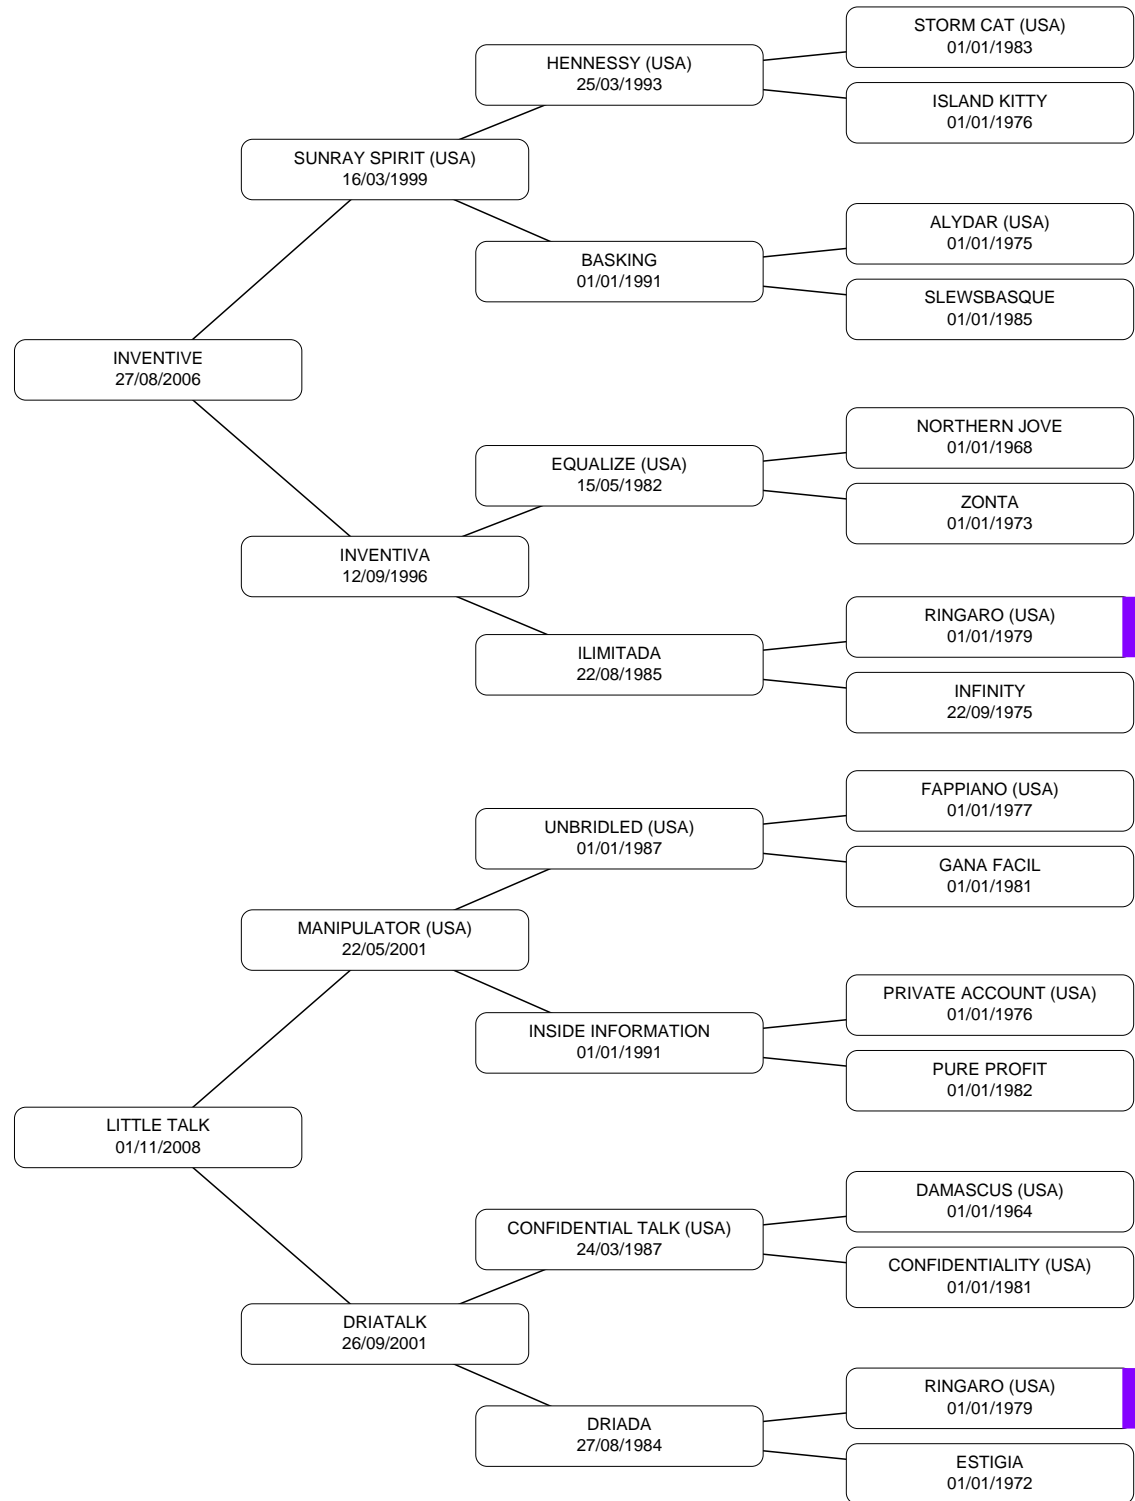 STORM CAT (USA)
01/01/1983
HENNESSY (USA)
25/03/1993
ISLAND KITTY
01/01/1976
SUNRAY SPIRIT (USA)
16/03/1999
ALYDAR (USA)
01/01/1975
BASKING
01/01/1991
SLEWSBASQUE
01/01/1985
INVENTIVE
27/08/2006
NORTHERN JOVE
01/01/1968
EQUALIZE (USA)
15/05/1982
ZONTA
01/01/1973
INVENTIVA
12/09/1996
RINGARO (USA)
01/01/1979
ILIMITADA
22/08/1985
INFINITY
22/09/1975
FAPPIANO (USA)
01/01/1977
UNBRIDLED (USA)
01/01/1987
GANA FACIL
01/01/1981
MANIPULATOR (USA)
22/05/2001
PRIVATE ACCOUNT (USA)
01/01/1976
INSIDE INFORMATION
01/01/1991
PURE PROFIT
01/01/1982
LITTLE TALK
01/11/2008
DAMASCUS (USA)
01/01/1964
CONFIDENTIAL TALK (USA)
24/03/1987
CONFIDENTIALITY (USA)
01/01/1981
DRIATALK
26/09/2001
RINGARO (USA)
01/01/1979
DRIADA
27/08/1984
ESTIGIA
01/01/1972